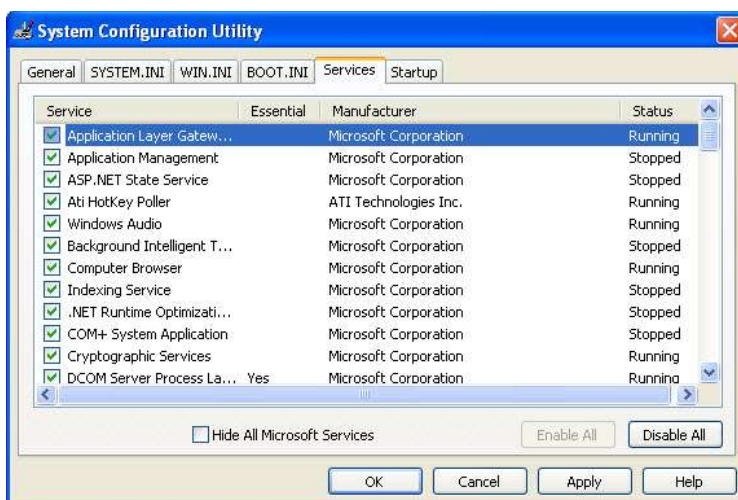 System Configuration Utility
General SYSTEM.INI WIN.INI BOOT.INI Services Startup
Service Essential Manufacturer Status
Application Layer Gatew... Microsoft Corporation Running
Application Management Microsoft Corporation Stopped
ASP.NET State Service Microsoft Corporation Stopped
Ati HotKey Poller ATI Technologies Inc. Running
Windows Audio Microsoft Corporation Running
Background Intelligent T... Microsoft Corporation Stopped
Computer Browser Microsoft Corporation Running
Indexing Service Microsoft Corporation Stopped
.NET Runtime Optimizati... Microsoft Corporation Stopped
COM+ System Application Microsoft Corporation Stopped
Cryptographic Services Microsoft Corporation Running
DCOM Server Process La... Yes Microsoft Corporation Running
Hide All Microsoft Services Enable All Disable All
OK Cancel Apply Help